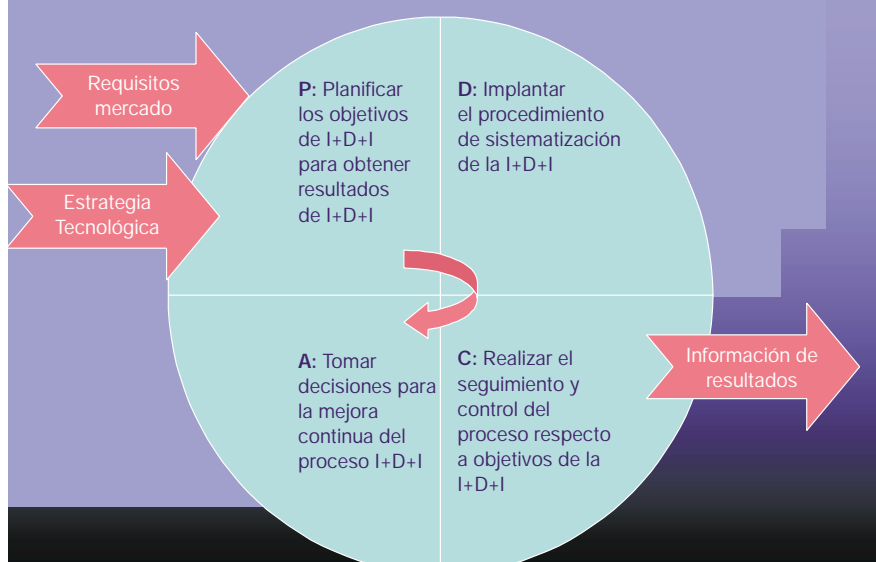 Requisitos
mercado
Estrategia
Tecnológica
P: Planificar
los objetivos
de I+D+I
para obtener
resultados
de I+D+I
D: Implantar
el procedimiento
de sistematización
de la I+D+I
A: Tomar
decisiones para
la mejora
continua del
proceso I+D+I
C: Realizar el
seguimiento y
control del
proceso respecto
a objetivos de la
I+D+I
Información de
resultados